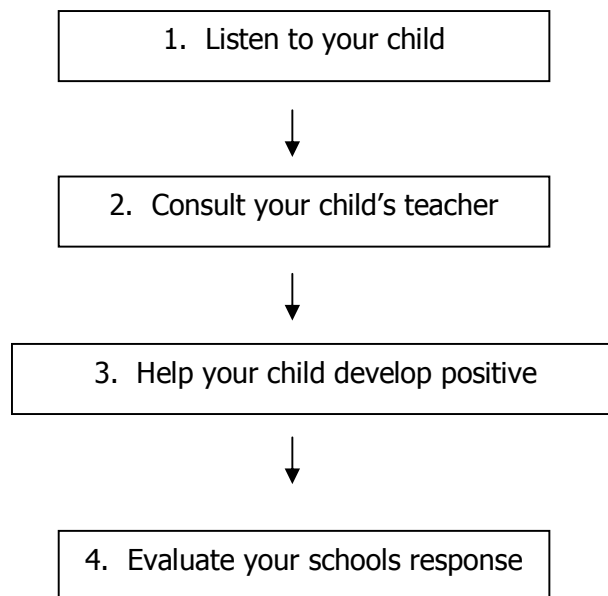 1. Listen to your child
2. Consult your child’s teacher
3. Help your child develop positive
4. Evaluate your schools response